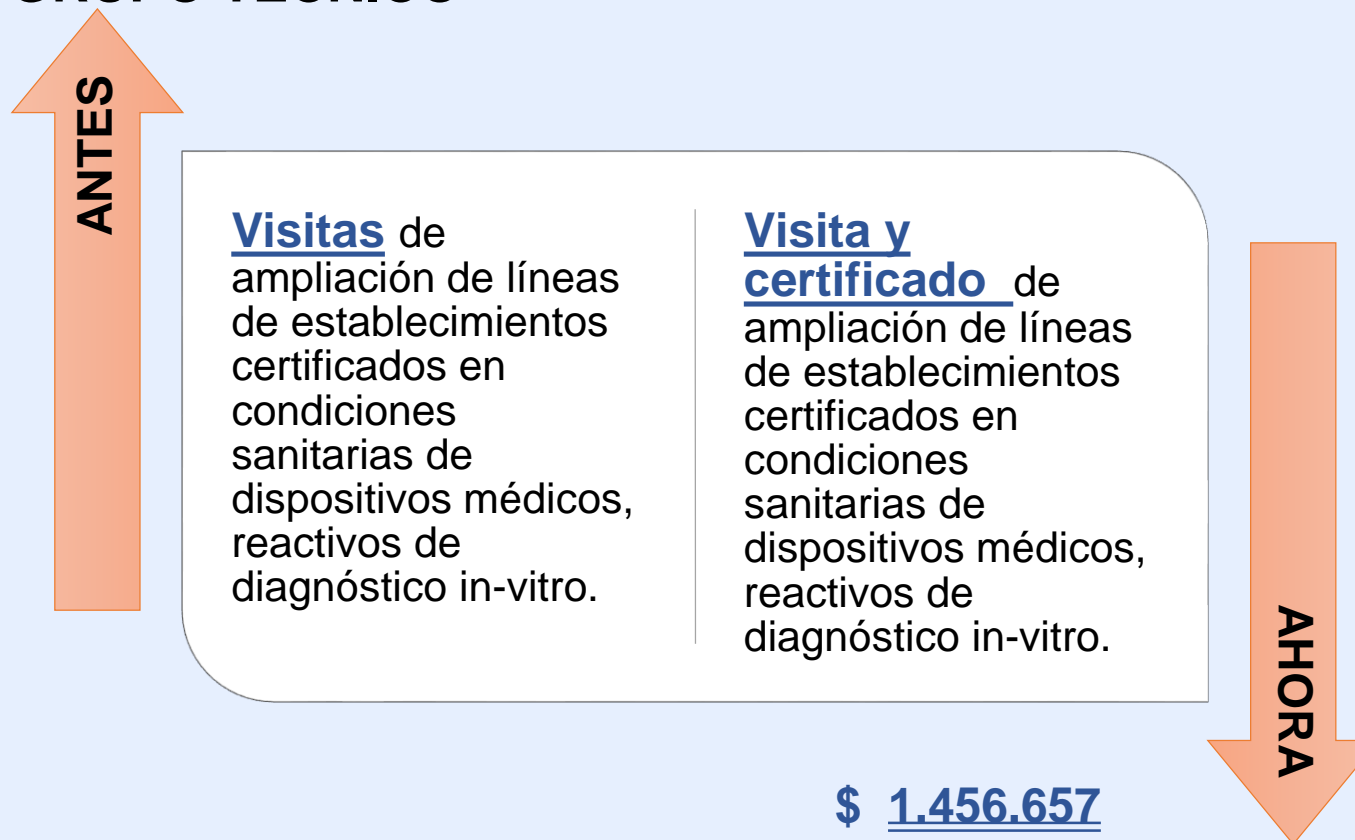 ANTES
Visitas de
ampliación de líneas
de establecimientos
certificados en
condiciones
sanitarias de
dispositivos médicos,
reactivos de
diagnóstico in-vitro.
Visita y
certificado de
ampliación de líneas
de establecimientos
certificados en
condiciones
sanitarias de
dispositivos médicos,
reactivos de
diagnóstico in-vitro.
AHORA
$ 1.456.657